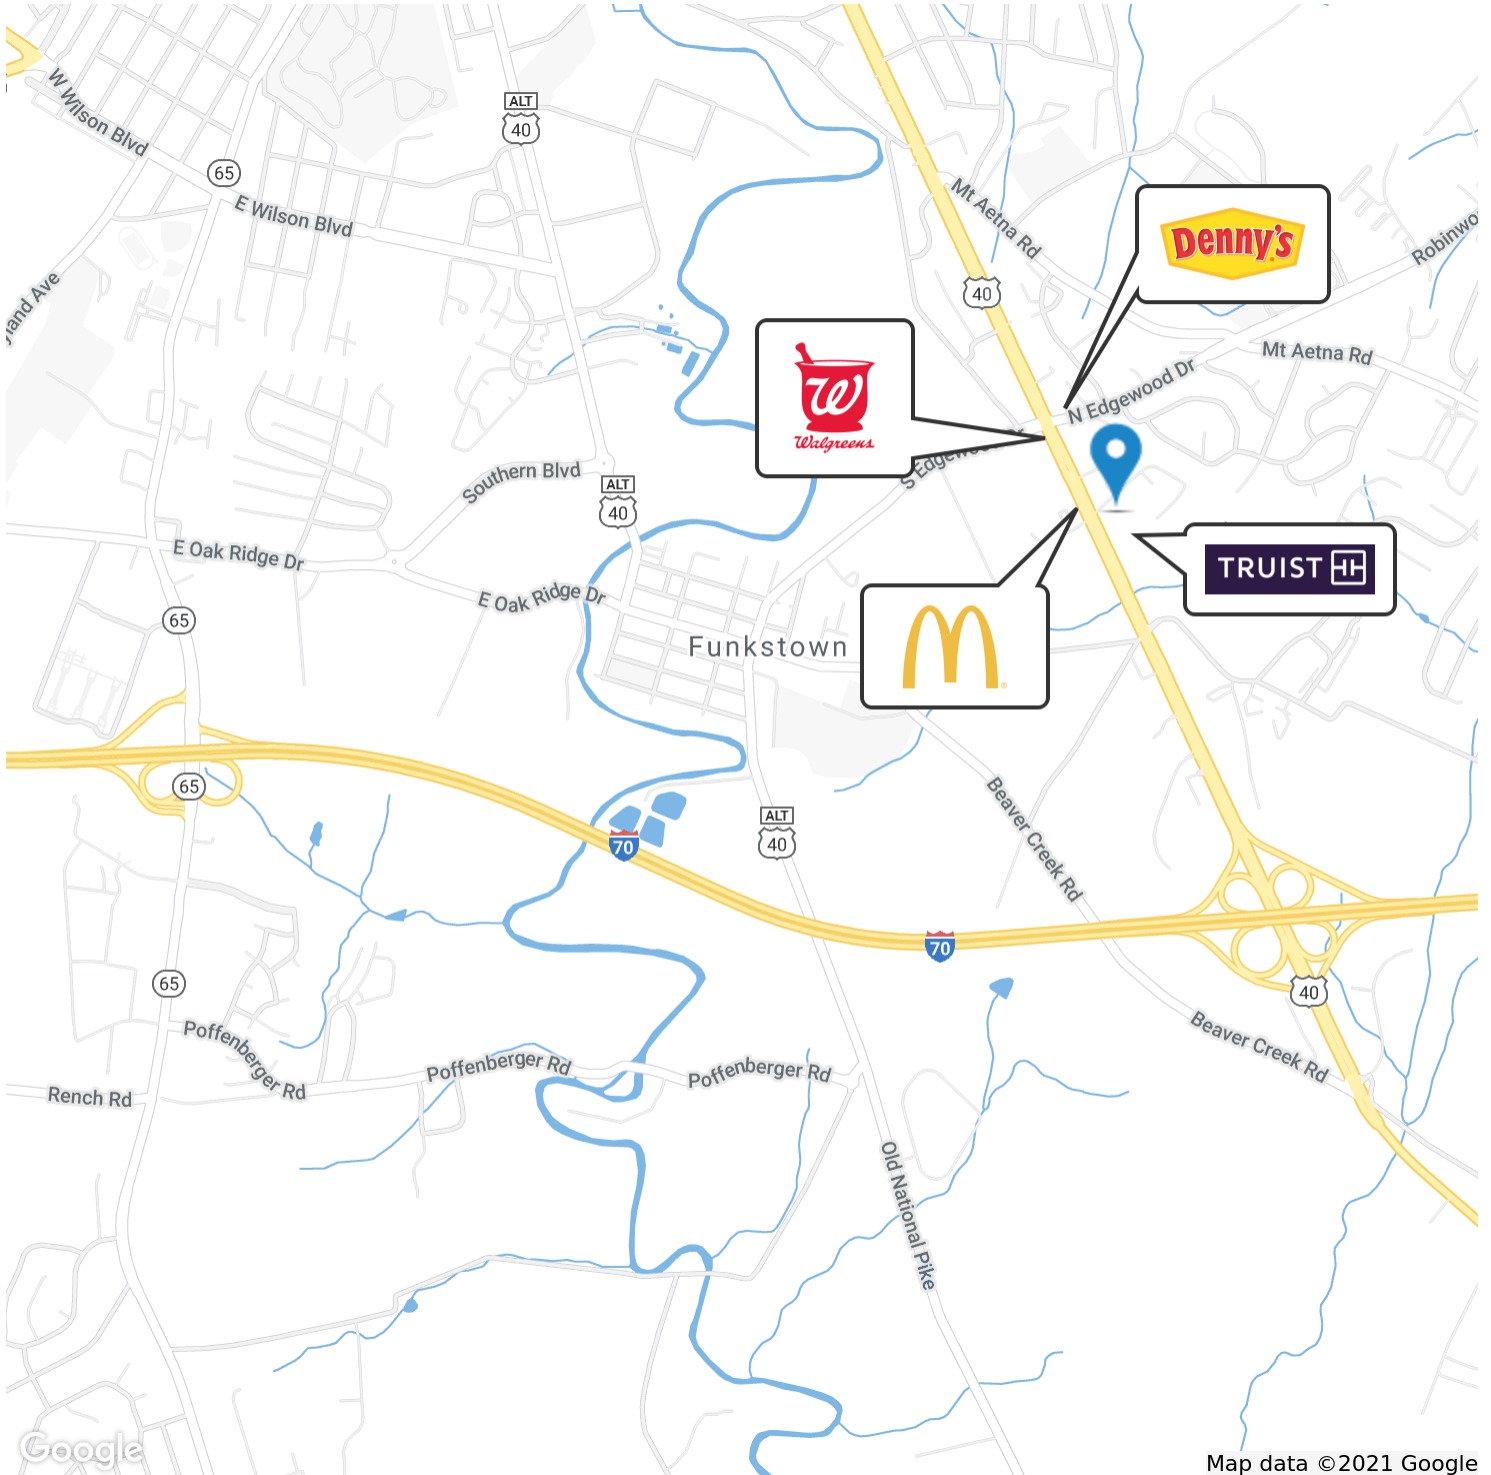 ALT
40
W Wilson Blvd
65
E Wilson Blvd
Mt Aetna Rd
Denny's
Robinwo
40
yland Ave
Mt Aetna Rd
N Edgewood Dr
W
Walgreens
S Edgewood Dr
Southern Blvd
ALT
40
E Oak Ridge Dr
TRUIST
E Oak Ridge Dr
65
Funkstown
M
65
Beaver Creek Rd
ALT
40
70
70
65
40
Poffenberger Rd
Beaver Creek Rd
Poffenberger Rd
Poffenberger Rd
Rench Rd
Old National Pike
Google
Map data ©2021 Google